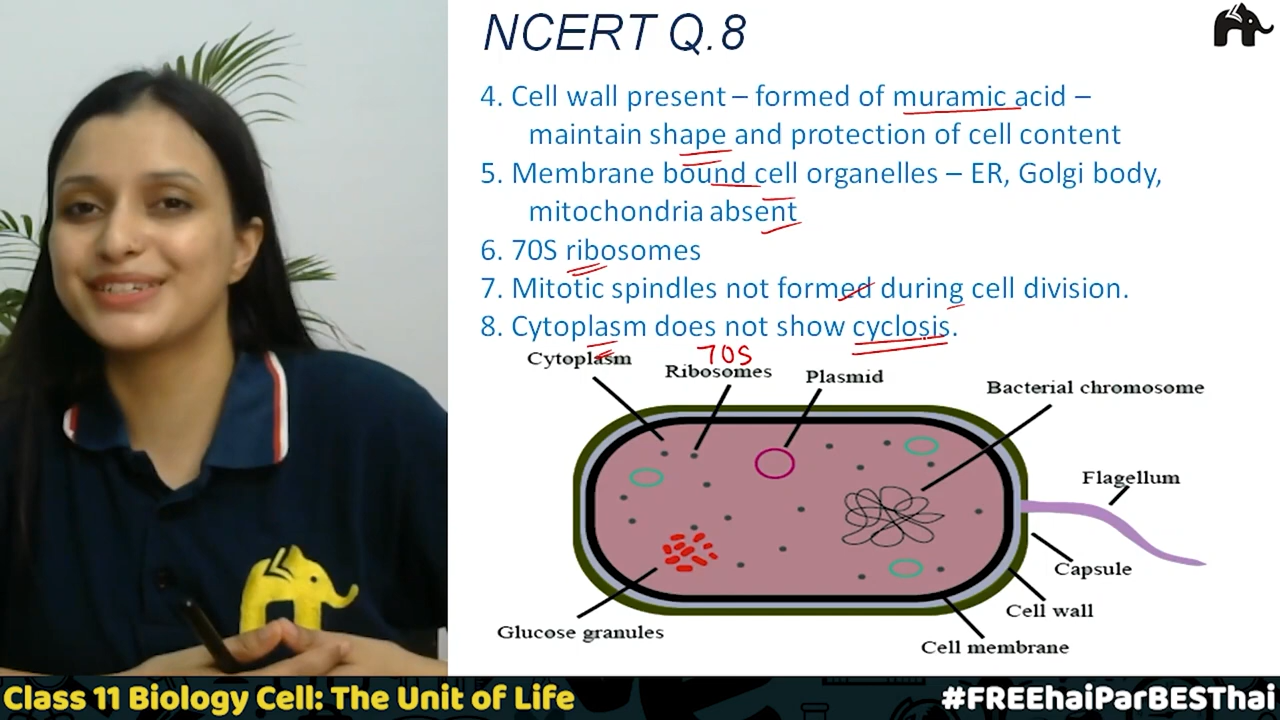 NCERT Q.8
4. Cell wall present – formed of muramic acid –
maintain shape and protection of cell content
5. Membrane bound cell organelles – ER, Golgi body,
mitochondria absent
6. 70S ribosomes
7. Mitotic spindles not formed during cell division.
8. Cytoplasm does not show cyclosis.
70S
Cytoplasm
Ribosomes
Plasmid
Bacterial chromosome
Flagellum
Capsule
Cell wall
Glucose granules
Cell membrane
Class 11 Biology Cell: The Unit of Life
#FREEhaiParBESThai